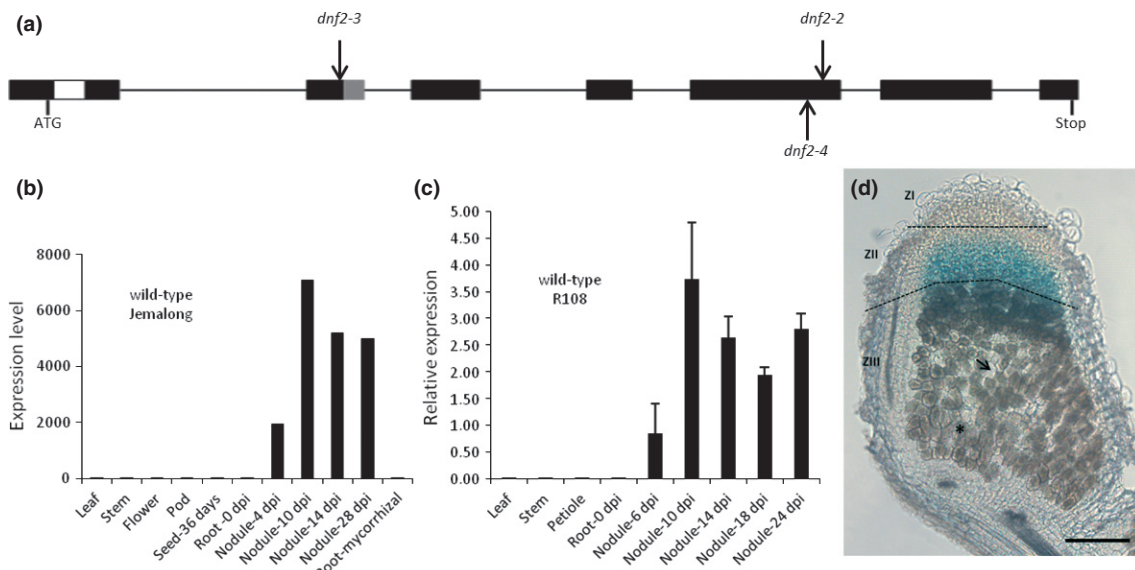 (a)
dnf2-3
dnf2-2
ATG
Stop
dnf2-4
(b)
Expression level
8000
6000
4000
2000
0
wild-type
Jemalong
Leaf
Stem
Flower
Pod
Seed-36 days
Root-0 dpi
Nodule-4 dpi
Nodule-10 dpi
Nodule-14 dpi
Nodule-28 dpi
Root-mycorrhizal
(c)
Relative expression
5.00
4.50
4.00
3.50
3.00
2.50
2.00
1.50
1.00
0.50
0.00
wild-type
R108
Leaf
Stem
Petiole
Root-0 dpi
Nodule-6 dpi
Nodule-10 dpi
Nodule-14 dpi
Nodule-18 dpi
Nodule-24 dpi
(d)
ZI
ZII
ZIII
*